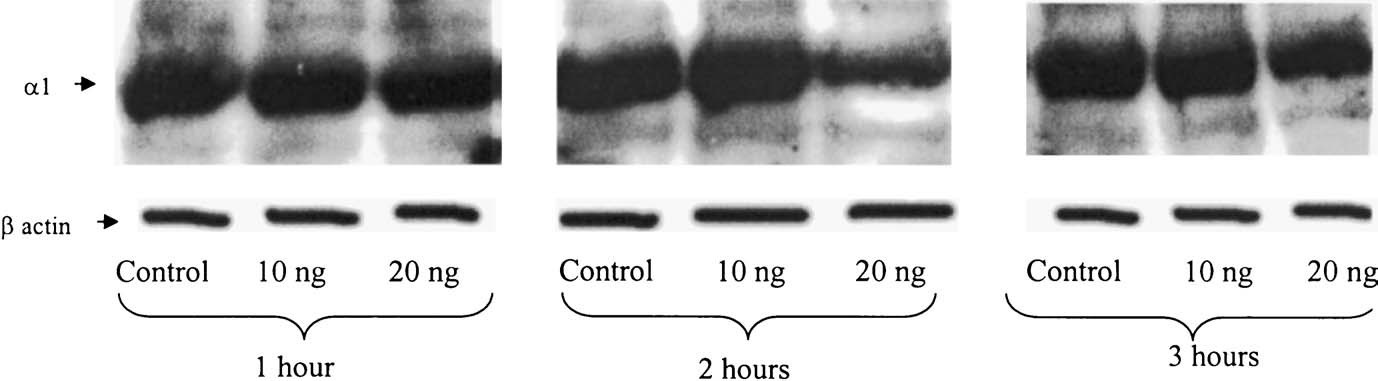 α1
β actin
Control 10 ng 20 ng Control 10 ng 20 ng Control 10 ng 20 ng
1 hour 2 hours 3 hours